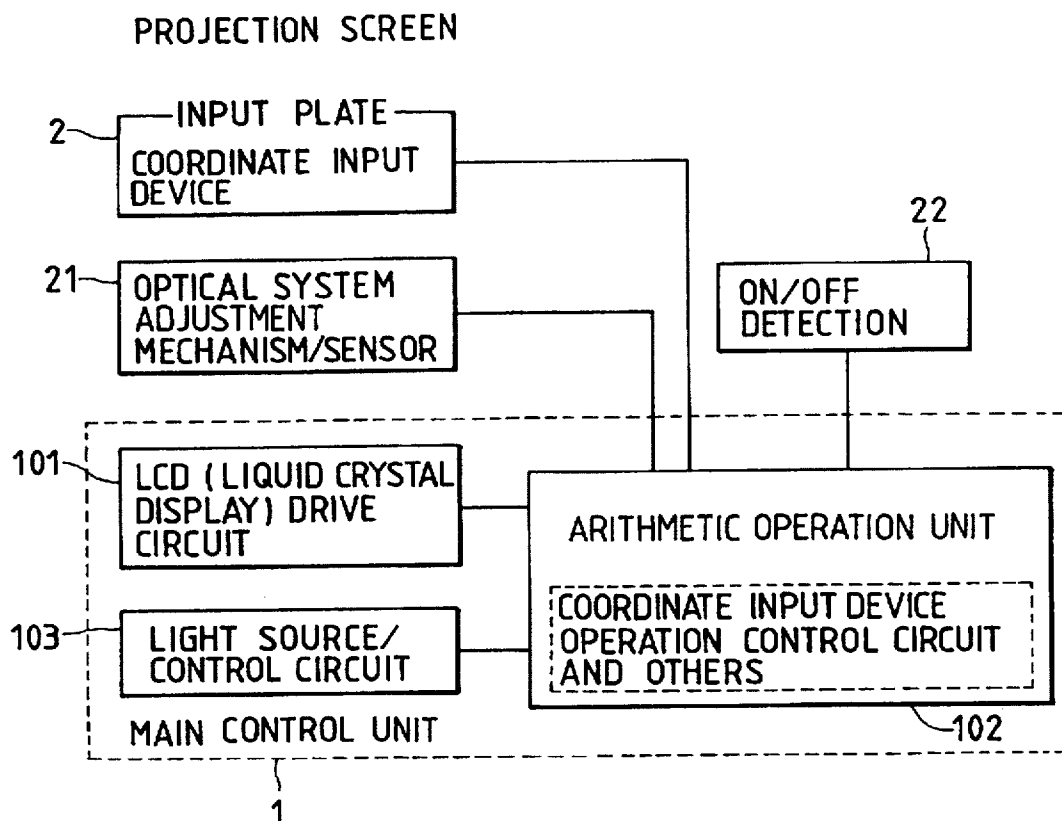 PROJECTION SCREEN
2
INPUT PLATE
COORDINATE INPUT
DEVICE
21
OPTICAL SYSTEM
ADJUSTMENT
MECHANISM/SENSOR
22
ON/OFF
DETECTION
101
LCD (LIQUID CRYSTAL
DISPLAY) DRIVE
CIRCUIT
103
LIGHT SOURCE/
CONTROL CIRCUIT
ARITHMETIC OPERATION UNIT
COORDINATE INPUT DEVICE
OPERATION CONTROL CIRCUIT
AND OTHERS
102
MAIN CONTROL UNIT
1